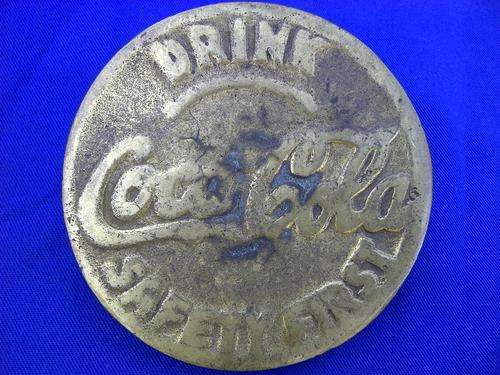 DRINK
Coca Cola
SAFETY FIRST